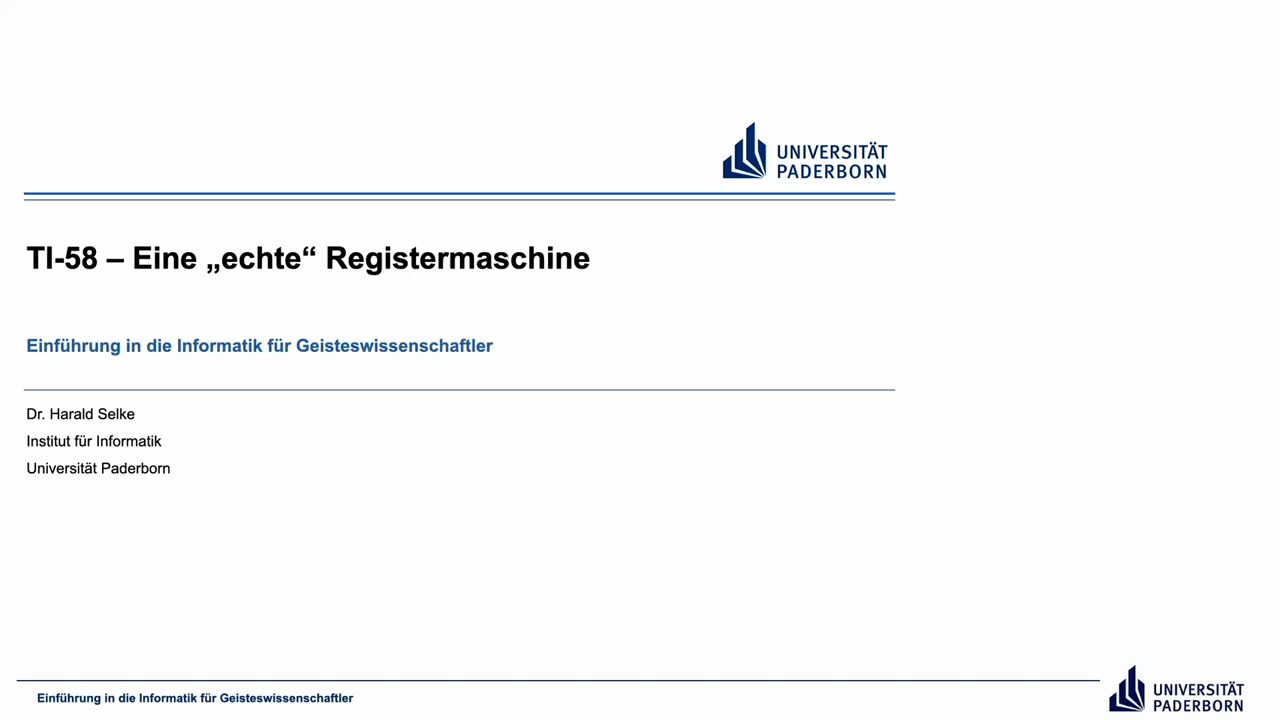 UNIVERSITÄT
PADERBORN
TI-58 – Eine „echte“ Registermaschine
Einführung in die Informatik für Geisteswissenschaftler
Dr. Harald Selke
Institut für Informatik
Universität Paderborn
Einführung in die Informatik für Geisteswissenschaftler
UNIVERSITÄT
PADERBORN